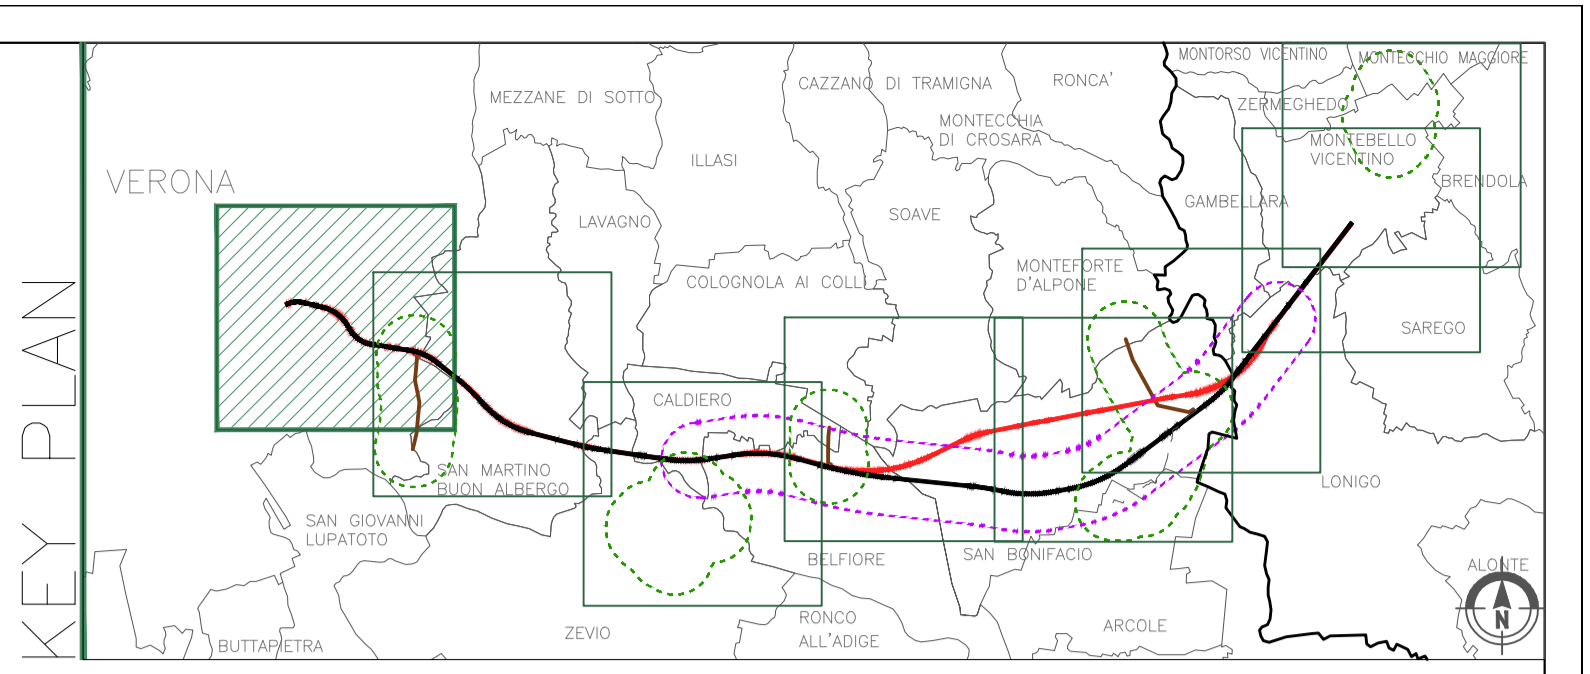 KEY PLAN
MONTORSO VICENTINO
MONTECCHIO MAGGIORE
MEZZANE DI SOTTO
CAZZANO DI TRAMIGNA
RONCA'
ZERMEGHEDO
MONTECCHIA
DI CROSARA
ILLASI
MONTEBELLO
VICENTINO
VERONA
BRENDOLA
GAMBELLARA
LAVAGNO
SOAVE
COLOGNOLA AI COLLI
MONTEFORTE
D'ALPONE
SAREGO
CALDIERO
SAN MARTINO
BUON ALBERGO
LONIGO
SAN GIOVANNI
LUPATOTO
BELFIORE
SAN BONIFACIO
ALONTE
N
ZEVIO
RONCO
ALL'ADIGE
ARCOLE
BUTTAPIETRA